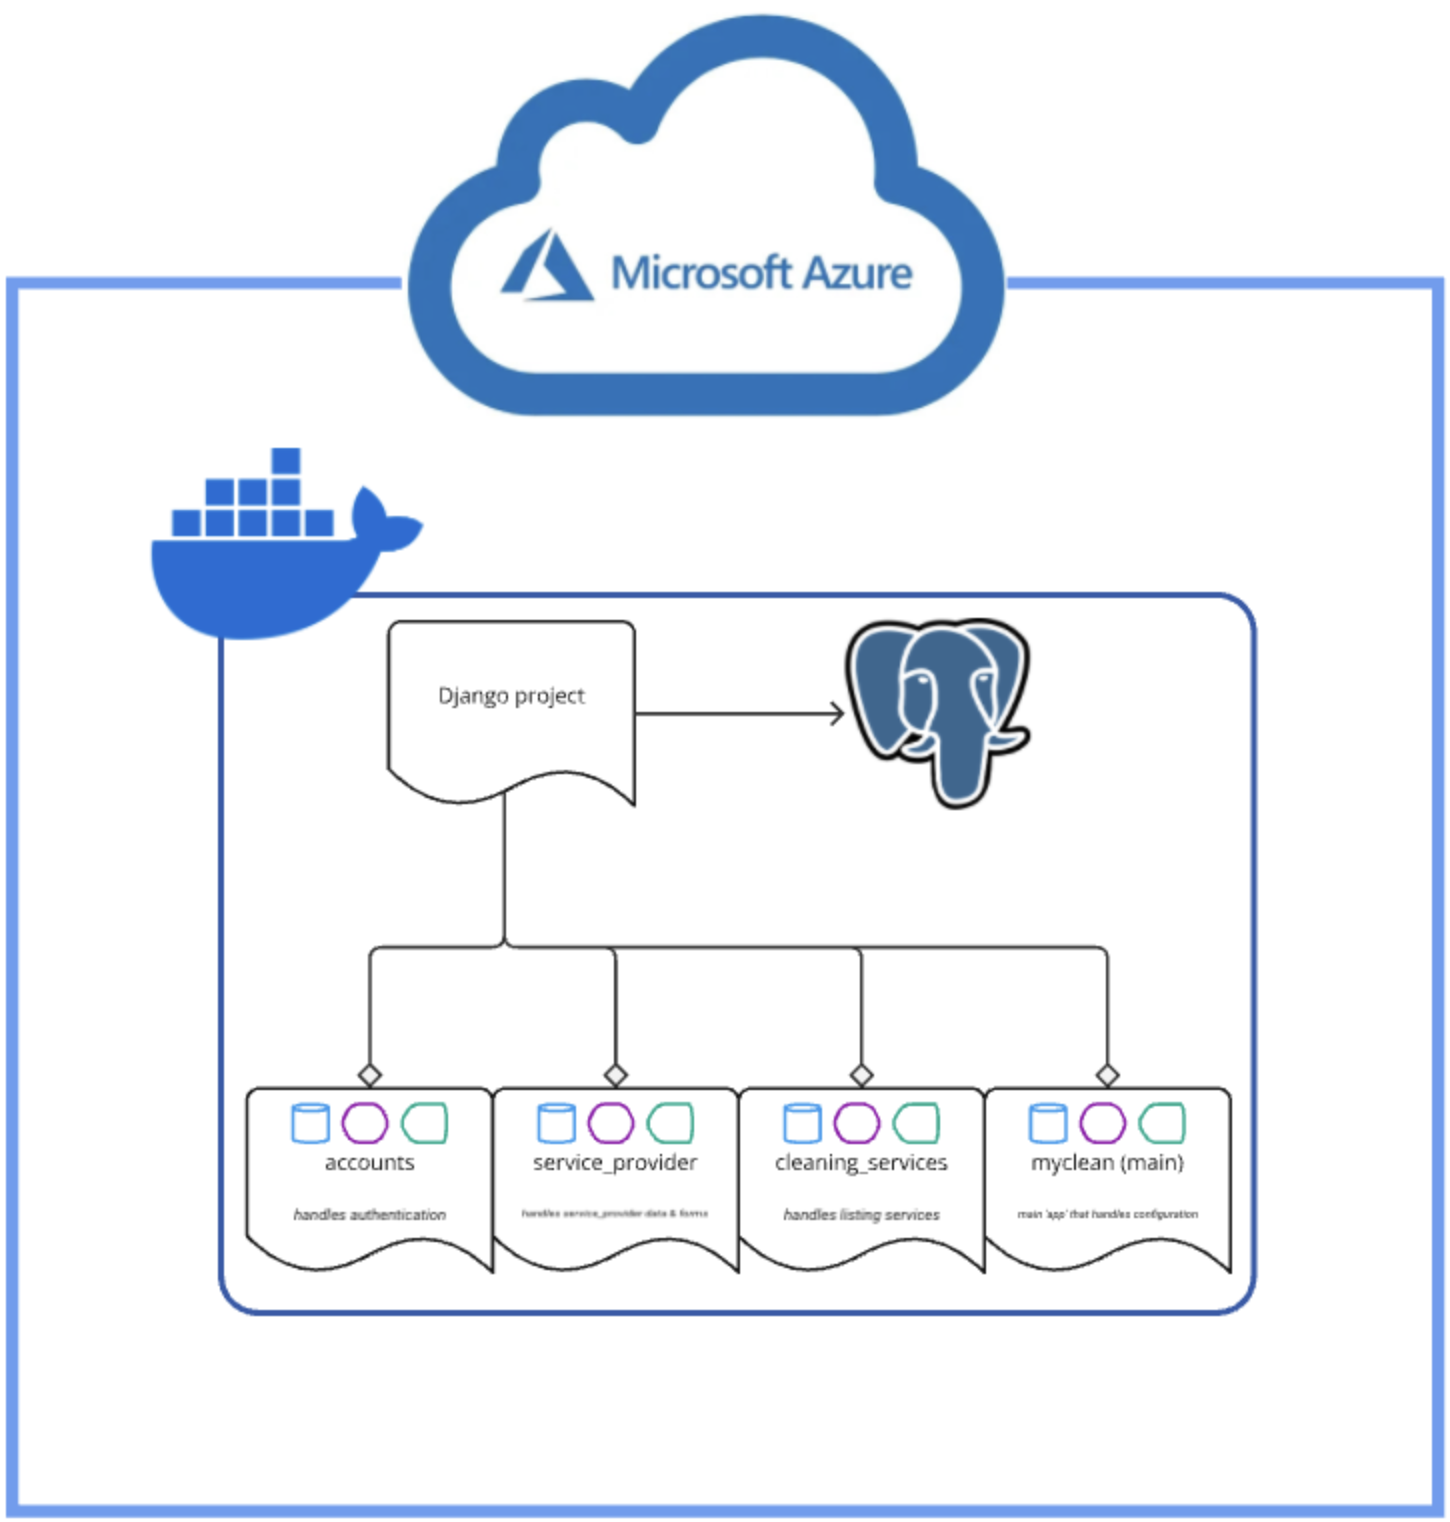 Microsoft Azure
Django project
accounts
handles authentication
service_provider
handles service_provider data & forms
cleaning_services
handles listing services
myclean (main)
main 'app' that handles configuration